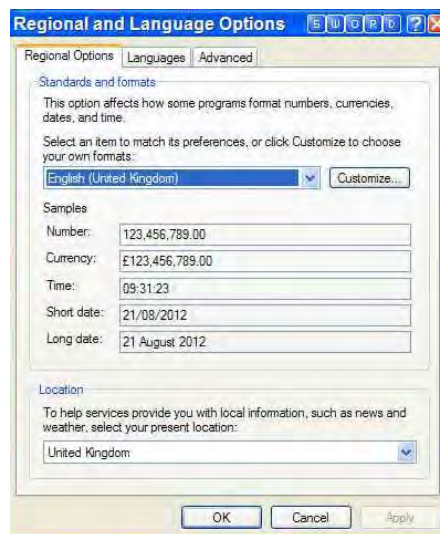 Regional and Language Options
Regional Options Languages Advanced
Standards and formats
This option affects how some programs format numbers, currencies,
dates, and time.
Select an item to match its preferences, or click Customize to choose
your own formats:
English (United Kingdom) Customize...
Samples
Number: 123,456,789.00
Currency: £123,456,789.00
Time: 09:31:23
Short date: 21/08/2012
Long date: 21 August 2012
Location
To help services provide you with local information, such as news and
weather, select your present location:
United Kingdom
OK Cancel Apply